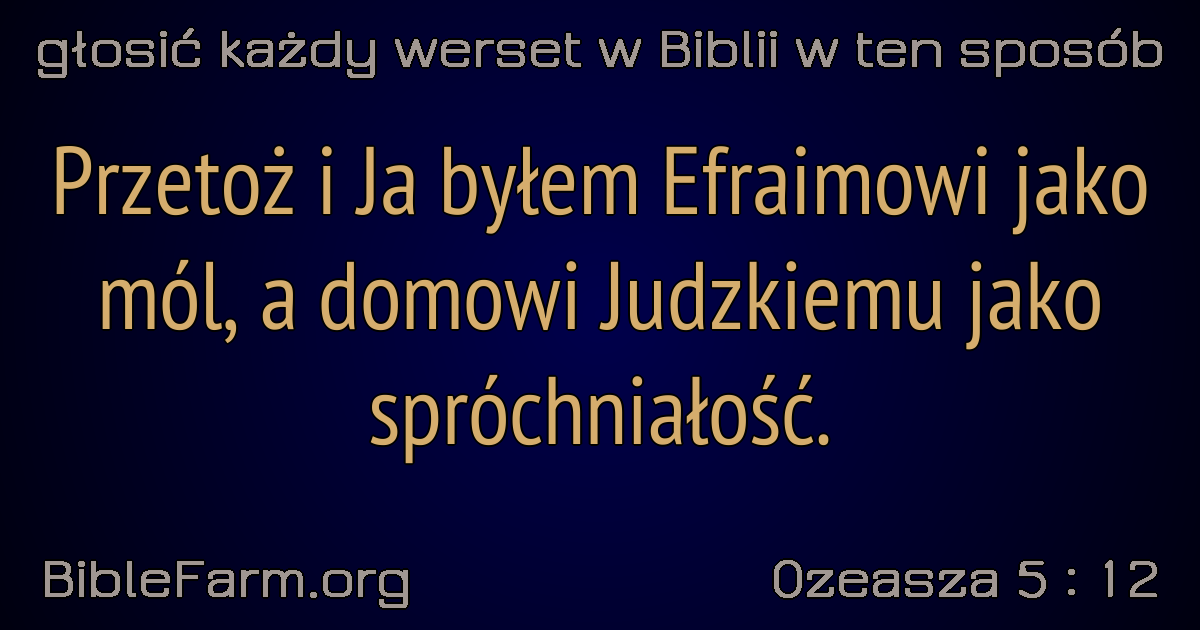 głosić każdy werset w Biblii w ten sposób
Przetoż i Ja byłem Efraimowi jako
mól, a domowi Judzkiemu jako
spróchniałość.
BibleFarm.org
Ozeasza 5 : 12